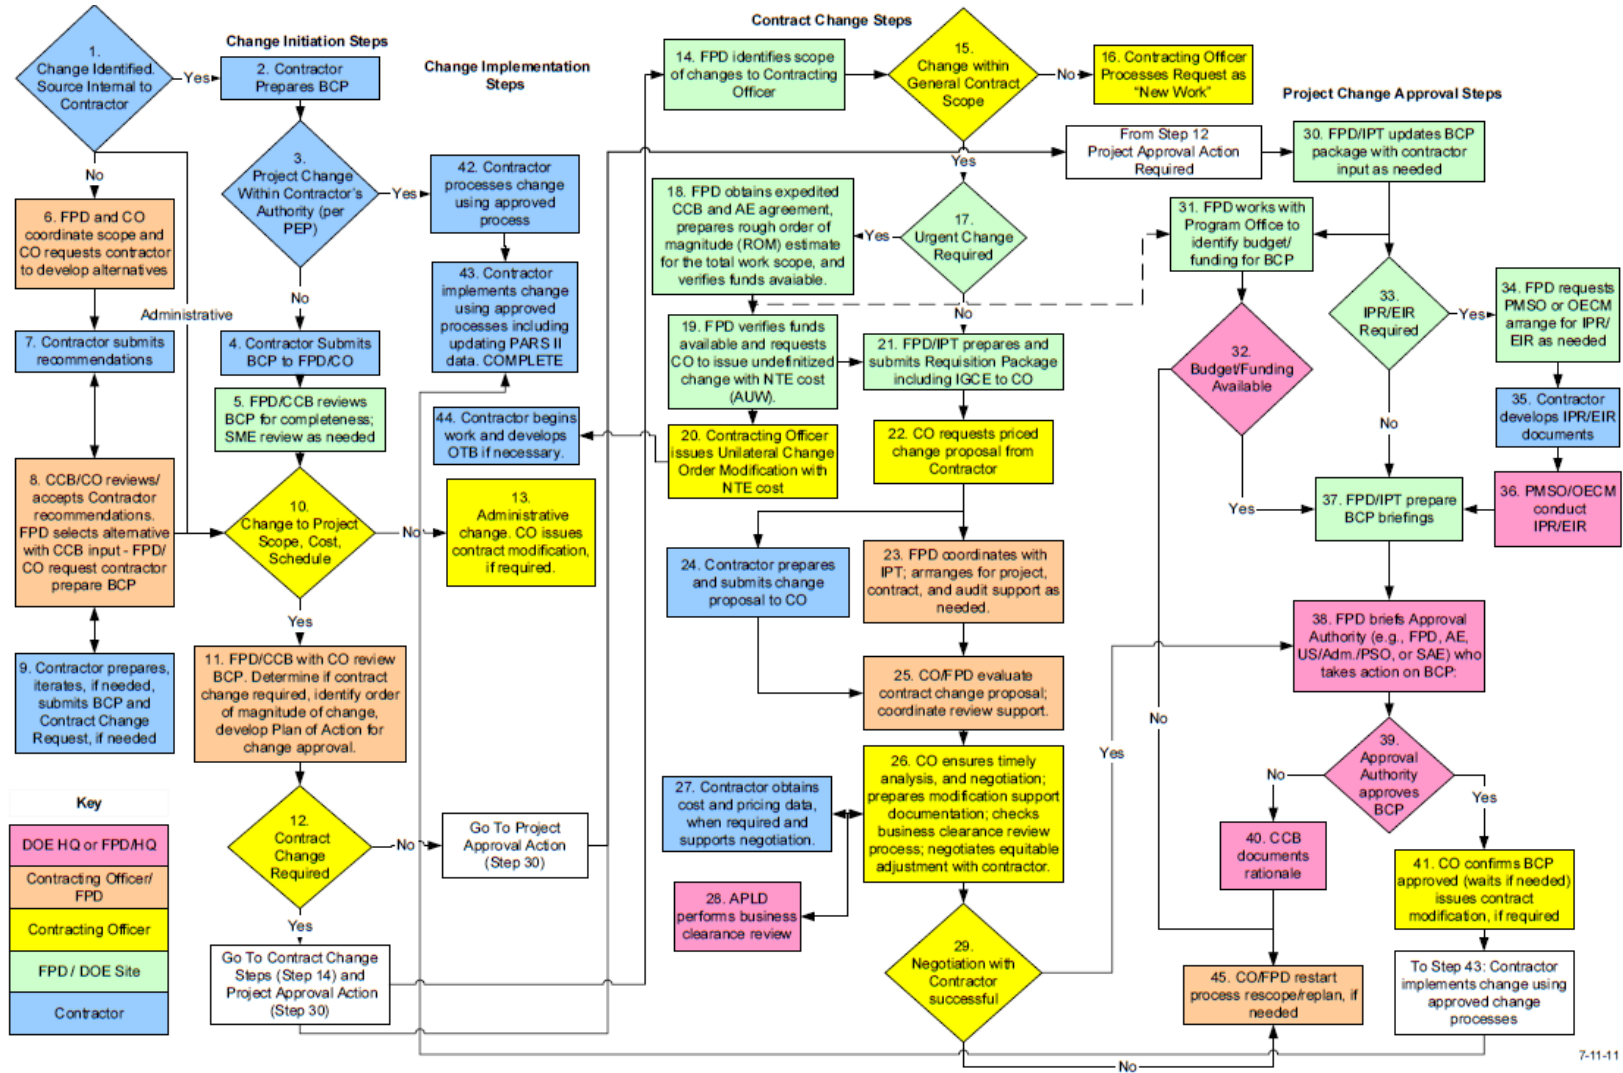 Change Initiation Steps
Change Implementation
Steps
Contract Change Steps
Project Change Approval Steps
1.
Change Identified.
Source Internal to
Contractor
Yes
No
Administrative
2. Contractor
Prepares BCP
3.
Project Change
Within Contractor's
Authority (per
PEP)
Yes
No
4. Contractor Submits
BCP to FPD/CO
5. FPD/CCB reviews
BCP for completeness;
SME review as needed
6. FPD and CO
coordinate scope and
CO requests contractor
to develop alternatives
7. Contractor submits
recommendations
8. CCB/CO reviews/
accepts Contractor
recommendations.
FPD selects alternative
with CCB input - FPD/
CO request contractor
prepare BCP
9. Contractor prepares,
iterates, if needed,
submits BCP and
Contract Change
Request, if needed
10.
Change to Project
Scope, Cost,
Schedule
No
Yes
11. FPD/CCB with CO review
BCP. Determine if contract
change required, identify order
of magnitude of change,
develop Plan of Action for
change approval.
12.
Contract
Change
Required
No
Yes
Go To Project
Approval Action
(Step 30)
Go To Contract Change
Steps (Step 14) and
Project Approval Action
(Step 30)
13.
Administrative
change. CO issues
contract modification,
if required.
42. Contractor
processes change
using approved
process
43. Contractor
implements change
using approved
processes including
updating PARS II
data. COMPLETE
44. Contractor begins
work and develops
OTB if necessary.
14. FPD identifies scope
of changes to Contracting
Officer
15.
Change within
General Contract
Scope
No
Yes
16. Contracting Officer
Processes Request as
“New Work”
17.
Urgent Change
Required
Yes
No
18. FPD obtains expedited
CCB and AE agreement,
prepares rough order of
magnitude (ROM) estimate
for the total work scope, and
verifies funds avaiable.
19. FPD verifies funds
available and requests
CO to issue undefinitized
change with NTE cost
(AUW).
20. Contracting Officer
issues Unilateral Change
Order Modification with
NTE cost
21. FPD/IPT prepares and
submits Requisition Package
including IGCE to CO
22. CO requests priced
change proposal from
Contractor
23. FPD coordinates with
IPT; arrranges for project,
contract, and audit support as
needed.
24. Contractor prepares
and submits change
proposal to CO
25. CO/FPD evaluate
contract change proposal;
coordinate review support.
26. CO ensures timely
analysis, and negotiation;
prepares modification support
documentation; checks
business clearance review
process; negotiates equitable
adjustment with contractor.
27. Contractor obtains
cost and pricing data,
when required and
supports negotiation.
28. APLD
performs business
clearance review
29.
Negotiation with
Contractor
successful
Yes
No
From Step 12
Project Approval Action
Required
30. FPD/IPT updates BCP
package with contractor
input as needed
31. FPD works with
Program Office to
identify budget/
funding for BCP
32.
Budget/Funding
Available
Yes
No
33.
IPR/EIR
Required
Yes
No
34. FPD requests
PMSO or OECM
arrange for IPR/
EIR as needed
35. Contractor
develops IPR/EIR
documents
36. PMSO/OECM
conduct
IPR/EIR
37. FPD/IPT prepare
BCP briefings
38. FPD briefs Approval
Authority (e.g., FPD, AE,
US/Adm./PSO, or SAE) who
takes action on BCP:
39.
Approval
Authority
approves
BCP
No
Yes
40. CCB
documents
rationale
41. CO confirms BCP
approved (waits if needed)
issues contract
modification, if required
45. CO/FPD restart
process rescope/replan, if
needed
To Step 43: Contractor
implements change using
approved change
processes
Key
DOE HQ or FPD/HQ
Contracting Officer/
FPD
Contracting Officer
FPD / DOE Site
Contractor
7-11-11